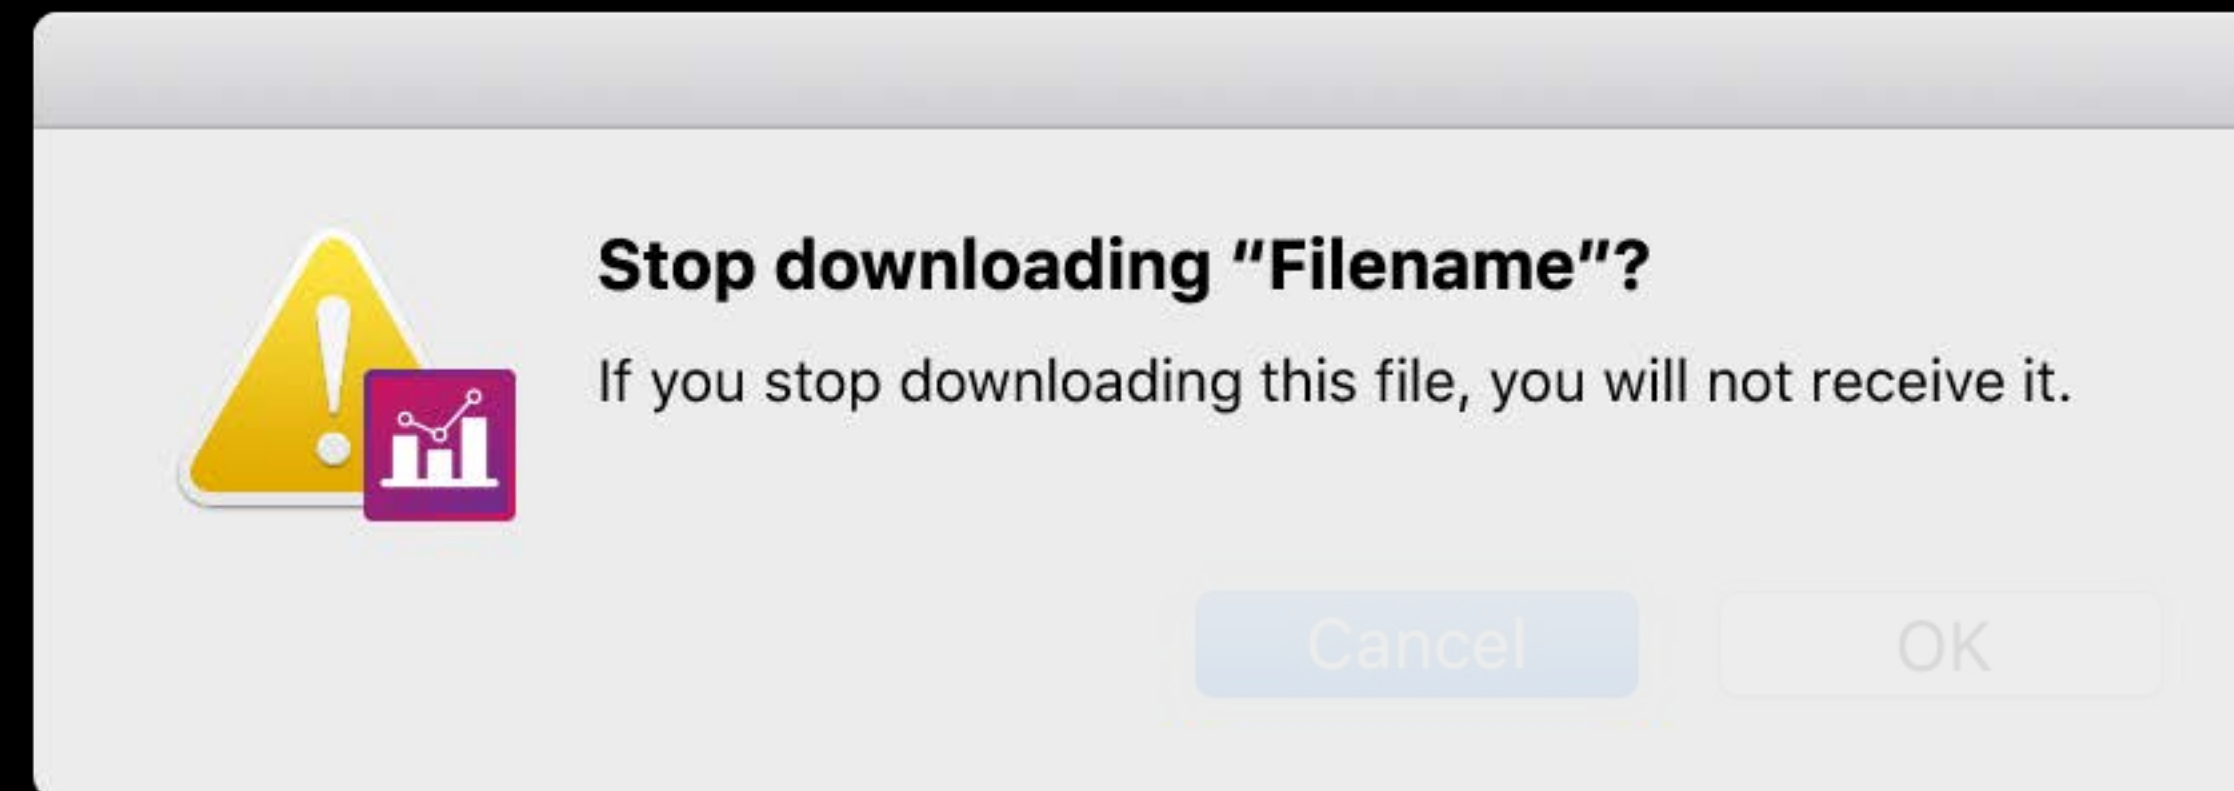 Stop downloading “Filename”?
If you stop downloading this file, you will not receive it.
Cancel OK